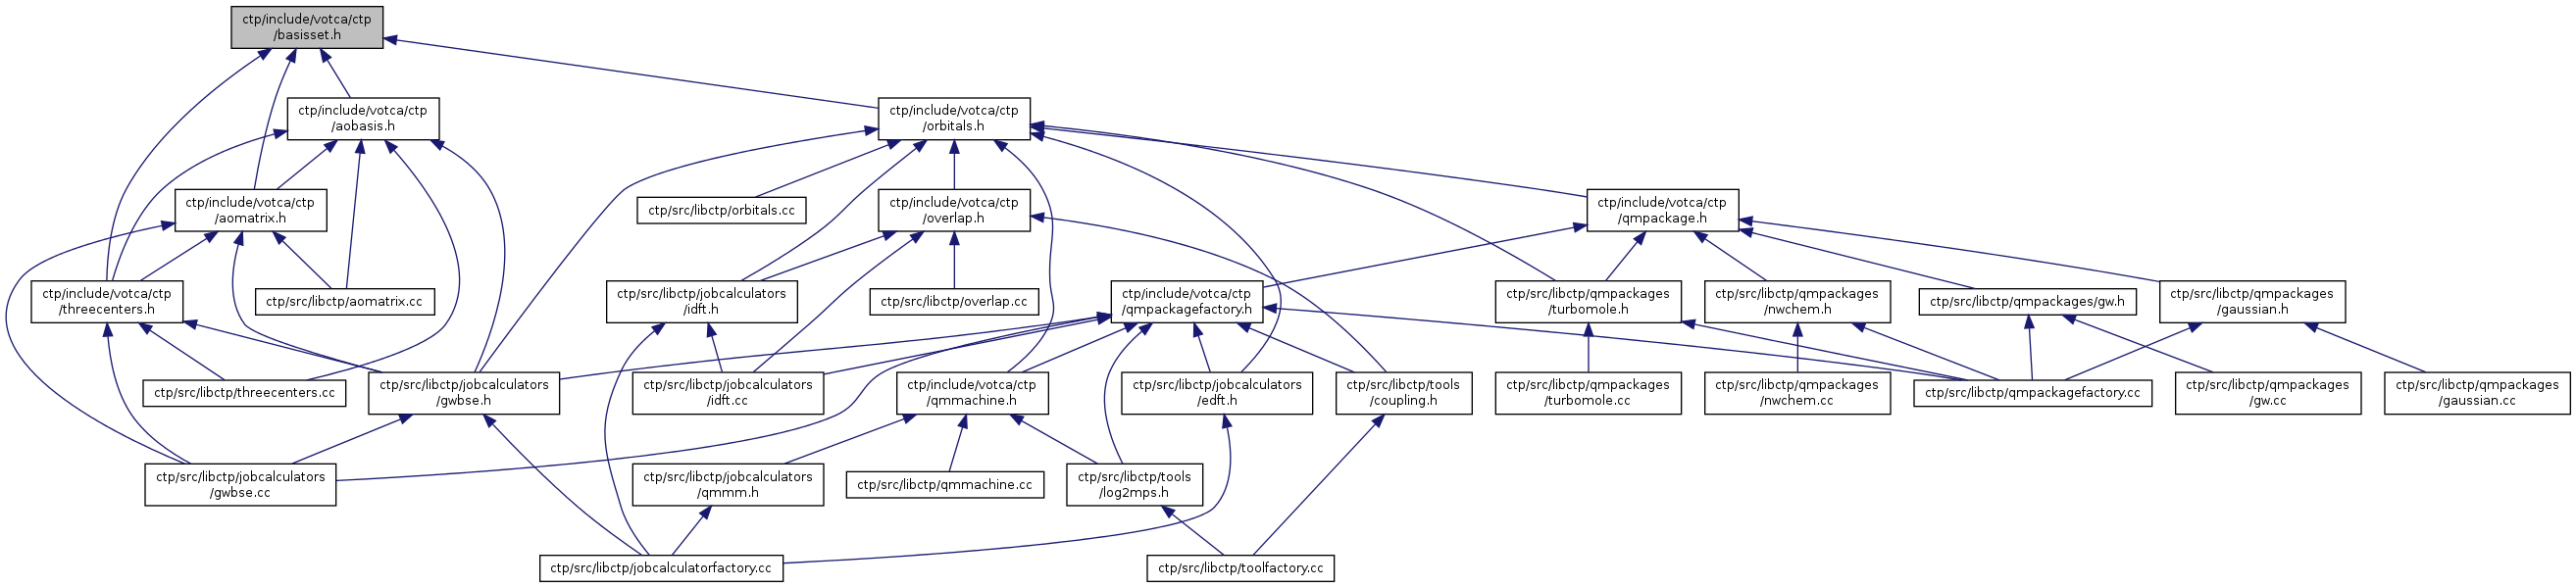 ctp/include/votca/ctp
/basisset.h
ctp/include/votca/ctp
/aobasis.h
ctp/include/votca/ctp
/orbitals.h
ctp/include/votca/ctp
/aomatrix.h
ctp/src/libctp/orbitals.cc
ctp/include/votca/ctp
/overlap.h
ctp/include/votca/ctp
/qmpackage.h
ctp/include/votca/ctp
/threecenters.h
ctp/src/libctp/aomatrix.cc
ctp/src/libctp/jobcalculators
/idft.h
ctp/src/libctp/overlap.cc
ctp/include/votca/ctp
/qmpackagefactory.h
ctp/src/libctp/qmpackages
/turbomole.h
ctp/src/libctp/qmpackages
/nwchem.h
ctp/src/libctp/qmpackages/gw.h
ctp/src/libctp/qmpackages
/gaussian.h
ctp/src/libctp/threecenters.cc
ctp/src/libctp/jobcalculators
/gwbse.h
ctp/src/libctp/jobcalculators
/idft.cc
ctp/include/votca/ctp
/qmmachine.h
ctp/src/libctp/jobcalculators
/edft.h
ctp/src/libctp/tools
/coupling.h
ctp/src/libctp/qmpackages
/turbomole.cc
ctp/src/libctp/qmpackages
/nwchem.cc
ctp/src/libctp/qmpackagefactory.cc
ctp/src/libctp/qmpackages
/gw.cc
ctp/src/libctp/qmpackages
/gaussian.cc
ctp/src/libctp/jobcalculators
/gwbse.cc
ctp/src/libctp/jobcalculators
/qmmm.h
ctp/src/libctp/qmmachine.cc
ctp/src/libctp/tools
/log2mps.h
ctp/src/libctp/jobcalculatorfactory.cc
ctp/src/libctp/toolfactory.cc